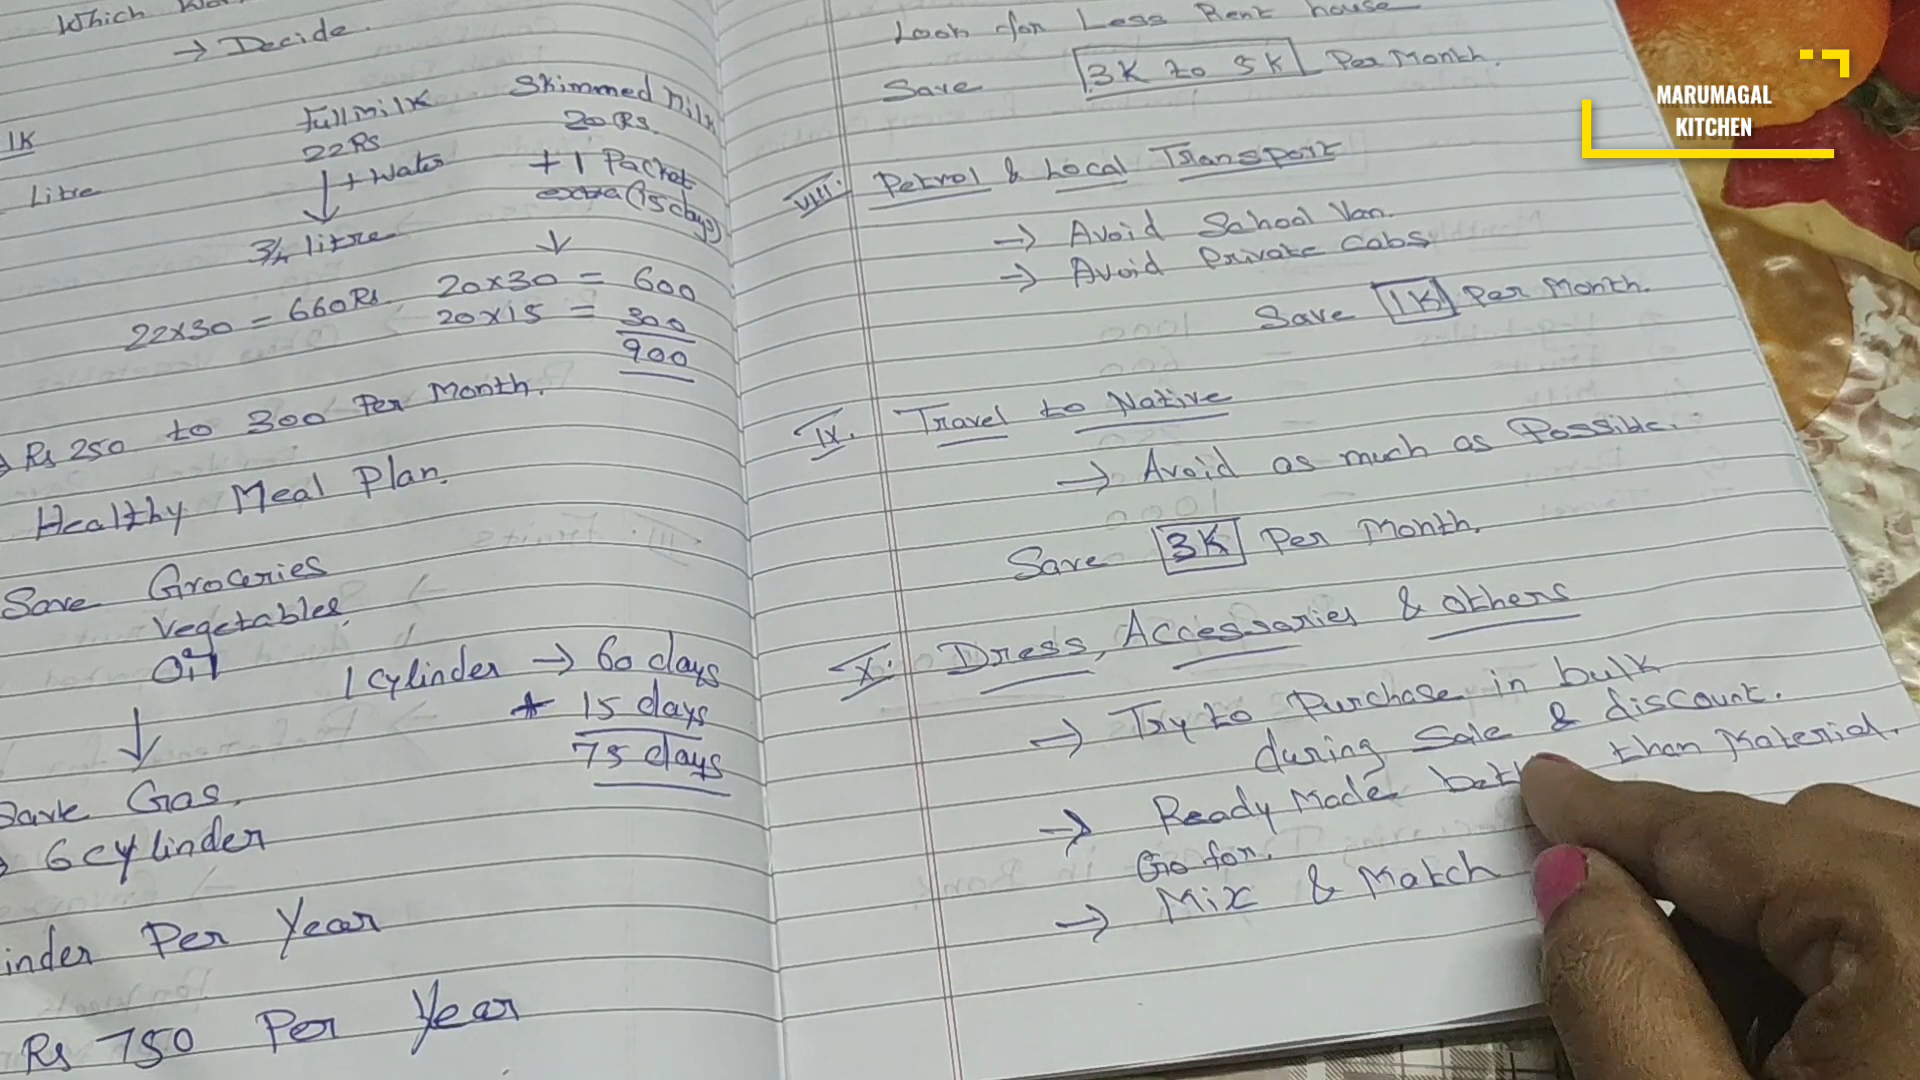 Which
→ Decide.
Full Milk
22 Rs
↓ + Water
3/4 litre
Skimmed Milk
20 Rs.
+ 1 Packet
extra (15 days)
↓
Litre
22x30 = 660 Rs.
20x30 = 600
20x15 = 300
900
Rs 250 to 300 Per Month.
Healthy Meal Plan.
Save Groceries
Vegetables,
Oil
↓
1 Cylinder → 60 days
+ 15 days
75 days
Save Gas,
6 cylinder
inder Per Year
Rs 750 Per Year
Look for Less Rent house
Save 3K to 5K Per Month.
VIII. Petrol & Local Transport
→ Avoid School Van.
→ Avoid Private Cabs
Save 1K Per Month.
IX. Travel to Native
→ Avoid as much as Possible.
Save 3K Per Month.
X. Dress, Accessaries & others
→ Try to Purchase in bulk
during Sale & discount.
→ Ready Made than Material.
Go for.
→ Mix & Match
MARUMAGAL
KITCHEN